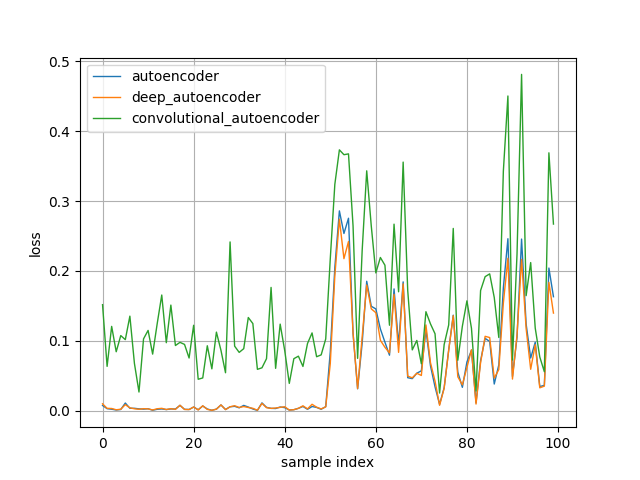 0.5
0.4
0.3
0.2
0.1
0.0
loss
autoencoder
deep_autoencoder
convolutional_autoencoder
0 20 40 60 80 100
sample index